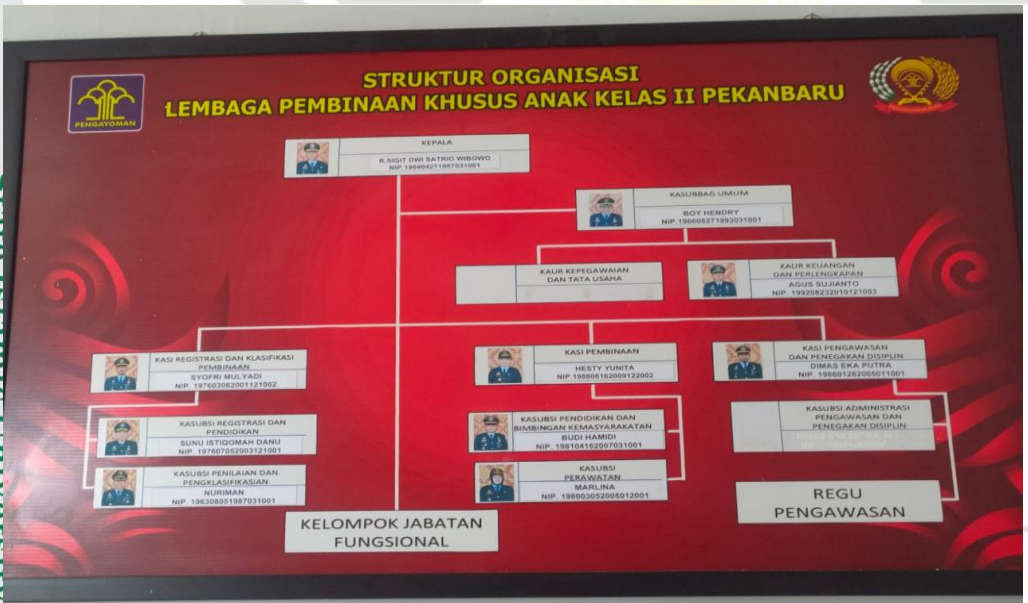 STRUKTUR ORGANISASI
LEMBAGA PEMBINAAN KHUSUS ANAK KELAS II PEKANBARU
PENGAYOMAN
KEPALA
R.SIGIT DWI SATRIO WIBOWO
NIP.196404211987031001
KASUBBAG UMUM
BOY HENDRY
NIP.196608271993031001
KAUR KEPEGAWAIAN
DAN TATA USAHA
KAUR KEUANGAN
DAN PERLENGKAPAN
AGUS SUJIANTO
NIP. 199208232010121003
KASI REGISTRASI DAN KLASIFIKASI
PEMBINAAN
SYOFRI MULYADI
NIP. 197603062001121002
KASI PEMBINAAN
HESTY YUNITA
NIP.198806162009122002
KASI PENGAWASAN
DAN PENEGAKAN DISIPLIN
DIMAS EKA PUTRA
NIP. 198601282005011001
KASUBSI REGISTRASI DAN
PENDIDIKAN
SUNU ISTIQOMAH DANU
NIP. 197807052003121001
KASUBSI PENDIDIKAN DAN
BIMBINGAN KEMASYARAKATAN
BUDI HAMIDI
NIP. 198104162007031001
KASUBSI ADMINISTRASI
PENGAWASAN DAN
PENEGAKAN DISIPLIN
KASUBSI PENILAIAN DAN
PENGKLASIFIKASIAN
NURIMAN
NIP. 196308051987031001
KASUBSI
PERAWATAN
MARLINA
NIP. 198003052005012001
REGU
PENGAWASAN
KELOMPOK JABATAN
FUNGSIONAL